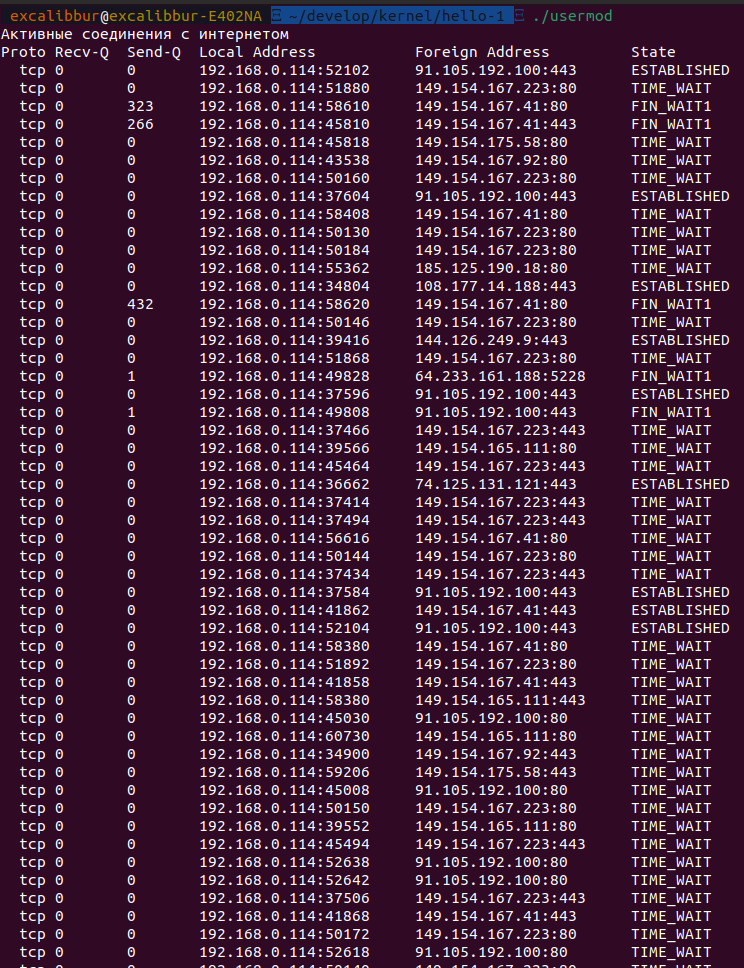 excalibbur@excalibbur-E402NA ~/develop/kernel/hello-1 ./usermod
Активные соединения с интернетом
Proto Recv-Q Send-Q Local Address Foreign Address State
tcp 0 0 192.168.0.114:52102 91.105.192.100:443 ESTABLISHED
tcp 0 0 192.168.0.114:51880 149.154.167.223:80 TIME_WAIT
tcp 0 323 192.168.0.114:58610 149.154.167.41:80 FIN_WAIT1
tcp 0 266 192.168.0.114:45810 149.154.167.41:443 FIN_WAIT1
tcp 0 0 192.168.0.114:45818 149.154.175.58:80 TIME_WAIT
tcp 0 0 192.168.0.114:43538 149.154.167.92:80 TIME_WAIT
tcp 0 0 192.168.0.114:50160 149.154.167.223:80 TIME_WAIT
tcp 0 0 192.168.0.114:37604 91.105.192.100:443 ESTABLISHED
tcp 0 0 192.168.0.114:58408 149.154.167.41:80 TIME_WAIT
tcp 0 0 192.168.0.114:50130 149.154.167.223:80 TIME_WAIT
tcp 0 0 192.168.0.114:50184 149.154.167.223:80 TIME_WAIT
tcp 0 0 192.168.0.114:55362 185.125.190.18:80 TIME_WAIT
tcp 0 0 192.168.0.114:34804 108.177.14.188:443 ESTABLISHED
tcp 0 432 192.168.0.114:58620 149.154.167.41:80 FIN_WAIT1
tcp 0 0 192.168.0.114:50146 149.154.167.223:80 TIME_WAIT
tcp 0 0 192.168.0.114:39416 144.126.249.9:443 ESTABLISHED
tcp 0 0 192.168.0.114:51868 149.154.167.223:80 TIME_WAIT
tcp 0 1 192.168.0.114:49828 64.233.161.188:5228 FIN_WAIT1
tcp 0 0 192.168.0.114:37596 91.105.192.100:443 ESTABLISHED
tcp 0 1 192.168.0.114:49808 91.105.192.100:443 FIN_WAIT1
tcp 0 0 192.168.0.114:37466 149.154.167.223:443 TIME_WAIT
tcp 0 0 192.168.0.114:39566 149.154.165.111:80 TIME_WAIT
tcp 0 0 192.168.0.114:45464 149.154.167.223:443 TIME_WAIT
tcp 0 0 192.168.0.114:36662 74.125.131.121:443 ESTABLISHED
tcp 0 0 192.168.0.114:37414 149.154.167.223:443 TIME_WAIT
tcp 0 0 192.168.0.114:37494 149.154.167.223:443 TIME_WAIT
tcp 0 0 192.168.0.114:56616 149.154.167.41:80 TIME_WAIT
tcp 0 0 192.168.0.114:50144 149.154.167.223:80 TIME_WAIT
tcp 0 0 192.168.0.114:37434 149.154.167.223:443 TIME_WAIT
tcp 0 0 192.168.0.114:37584 91.105.192.100:443 ESTABLISHED
tcp 0 0 192.168.0.114:41862 149.154.167.41:443 ESTABLISHED
tcp 0 0 192.168.0.114:52104 91.105.192.100:443 ESTABLISHED
tcp 0 0 192.168.0.114:58380 149.154.167.41:80 TIME_WAIT
tcp 0 0 192.168.0.114:51892 149.154.167.223:80 TIME_WAIT
tcp 0 0 192.168.0.114:41858 149.154.167.41:443 TIME_WAIT
tcp 0 0 192.168.0.114:58380 149.154.165.111:443 TIME_WAIT
tcp 0 0 192.168.0.114:45030 91.105.192.100:80 TIME_WAIT
tcp 0 0 192.168.0.114:60730 149.154.165.111:80 TIME_WAIT
tcp 0 0 192.168.0.114:34900 149.154.167.92:443 TIME_WAIT
tcp 0 0 192.168.0.114:59206 149.154.175.58:443 TIME_WAIT
tcp 0 0 192.168.0.114:45008 91.105.192.100:80 TIME_WAIT
tcp 0 0 192.168.0.114:50150 149.154.167.223:80 TIME_WAIT
tcp 0 0 192.168.0.114:39552 149.154.165.111:80 TIME_WAIT
tcp 0 0 192.168.0.114:45494 149.154.167.223:443 TIME_WAIT
tcp 0 0 192.168.0.114:52638 91.105.192.100:80 TIME_WAIT
tcp 0 0 192.168.0.114:52642 91.105.192.100:80 TIME_WAIT
tcp 0 0 192.168.0.114:37506 149.154.167.223:443 TIME_WAIT
tcp 0 0 192.168.0.114:41868 149.154.167.41:443 TIME_WAIT
tcp 0 0 192.168.0.114:50172 149.154.167.223:80 TIME_WAIT
tcp 0 0 192.168.0.114:52618 91.105.192.100:80 TIME_WAIT